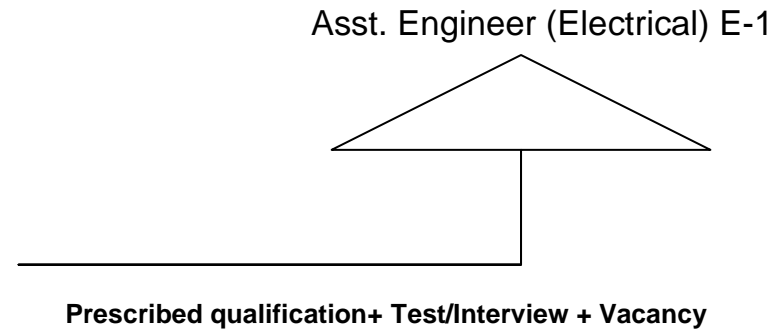 Asst. Engineer (Electrical) E-1
Prescribed qualification+ Test/Interview + Vacancy